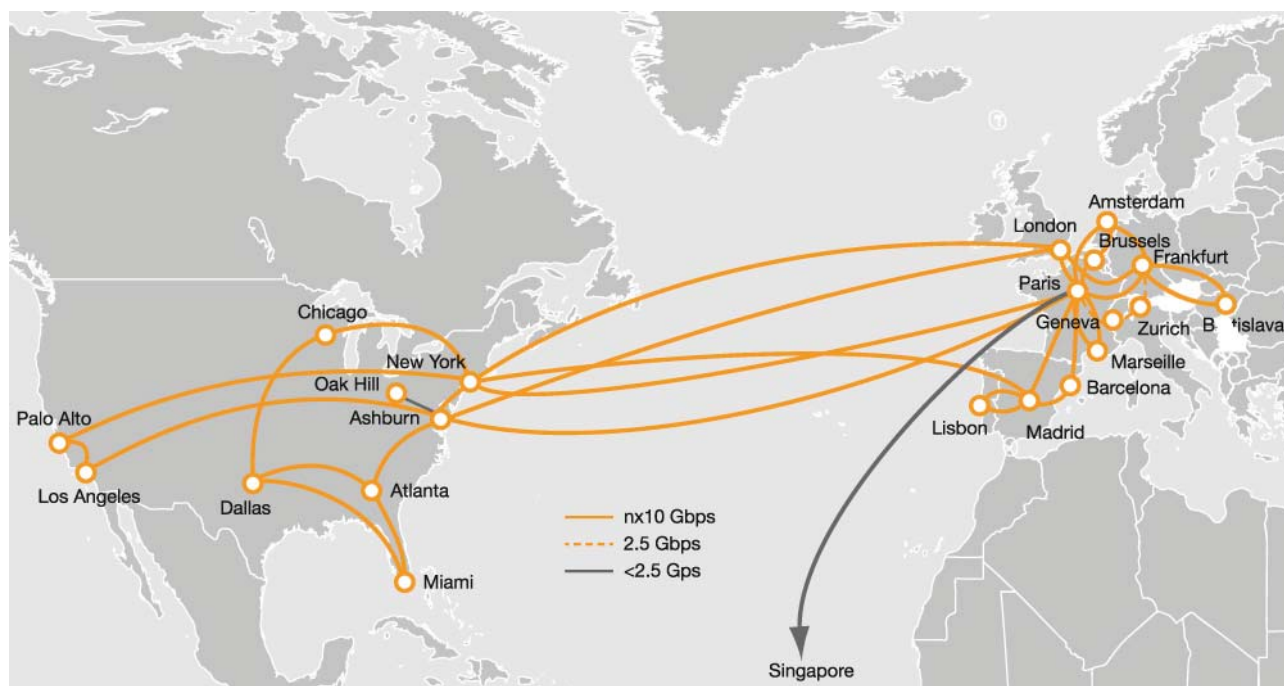 Amsterdam
London
Brussels
Frankfurt
Paris
Chicago
Geneva
Zurich
Bratislava
New York
Marseille
Oak Hill
Barcelona
Palo Alto
Ashburn
Lisbon
Madrid
Los Angeles
Dallas
Atlanta
nx10 Gbps
2.5 Gbps
<2.5 Gps
Miami
Singapore